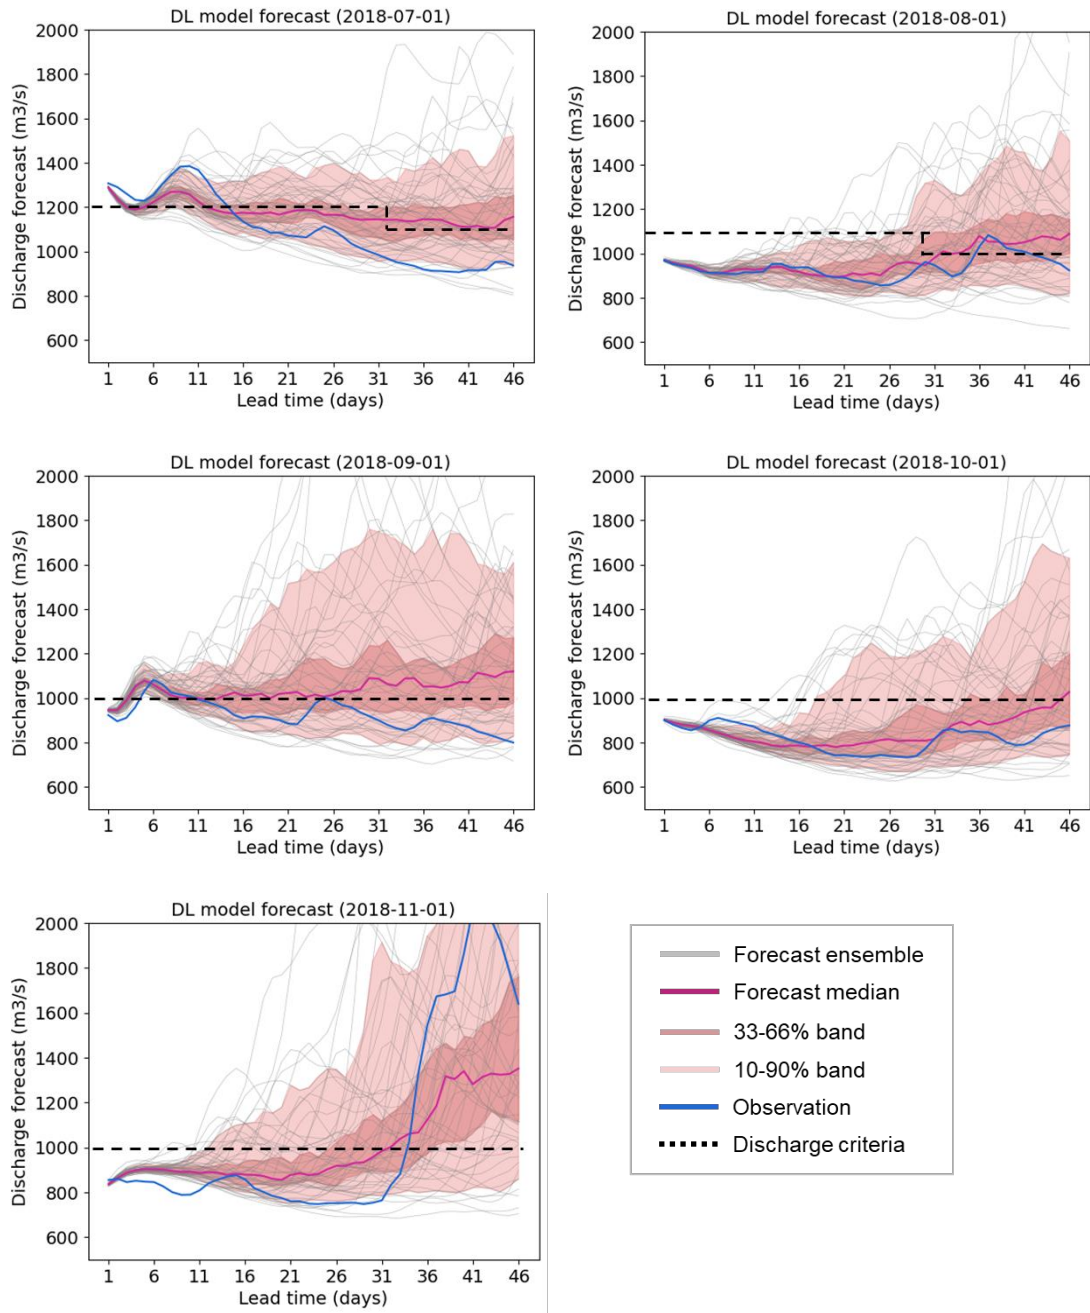 DL model forecast (2018-07-01)
Discharge forecast (m3/s)
2000
1800
1600
1400
1200
1000
800
600
1 6 11 16 21 26 31 36 41 46
Lead time (days)
DL model forecast (2018-08-01)
Discharge forecast (m3/s)
2000
1800
1600
1400
1200
1000
800
600
1 6 11 16 21 26 31 36 41 46
Lead time (days)
DL model forecast (2018-09-01)
Discharge forecast (m3/s)
2000
1800
1600
1400
1200
1000
800
600
1 6 11 16 21 26 31 36 41 46
Lead time (days)
DL model forecast (2018-10-01)
Discharge forecast (m3/s)
2000
1800
1600
1400
1200
1000
800
600
1 6 11 16 21 26 31 36 41 46
Lead time (days)
DL model forecast (2018-11-01)
Discharge forecast (m3/s)
2000
1800
1600
1400
1200
1000
800
600
1 6 11 16 21 26 31 36 41 46
Lead time (days)
Forecast ensemble
Forecast median
33-66% band
10-90% band
Observation
Discharge criteria